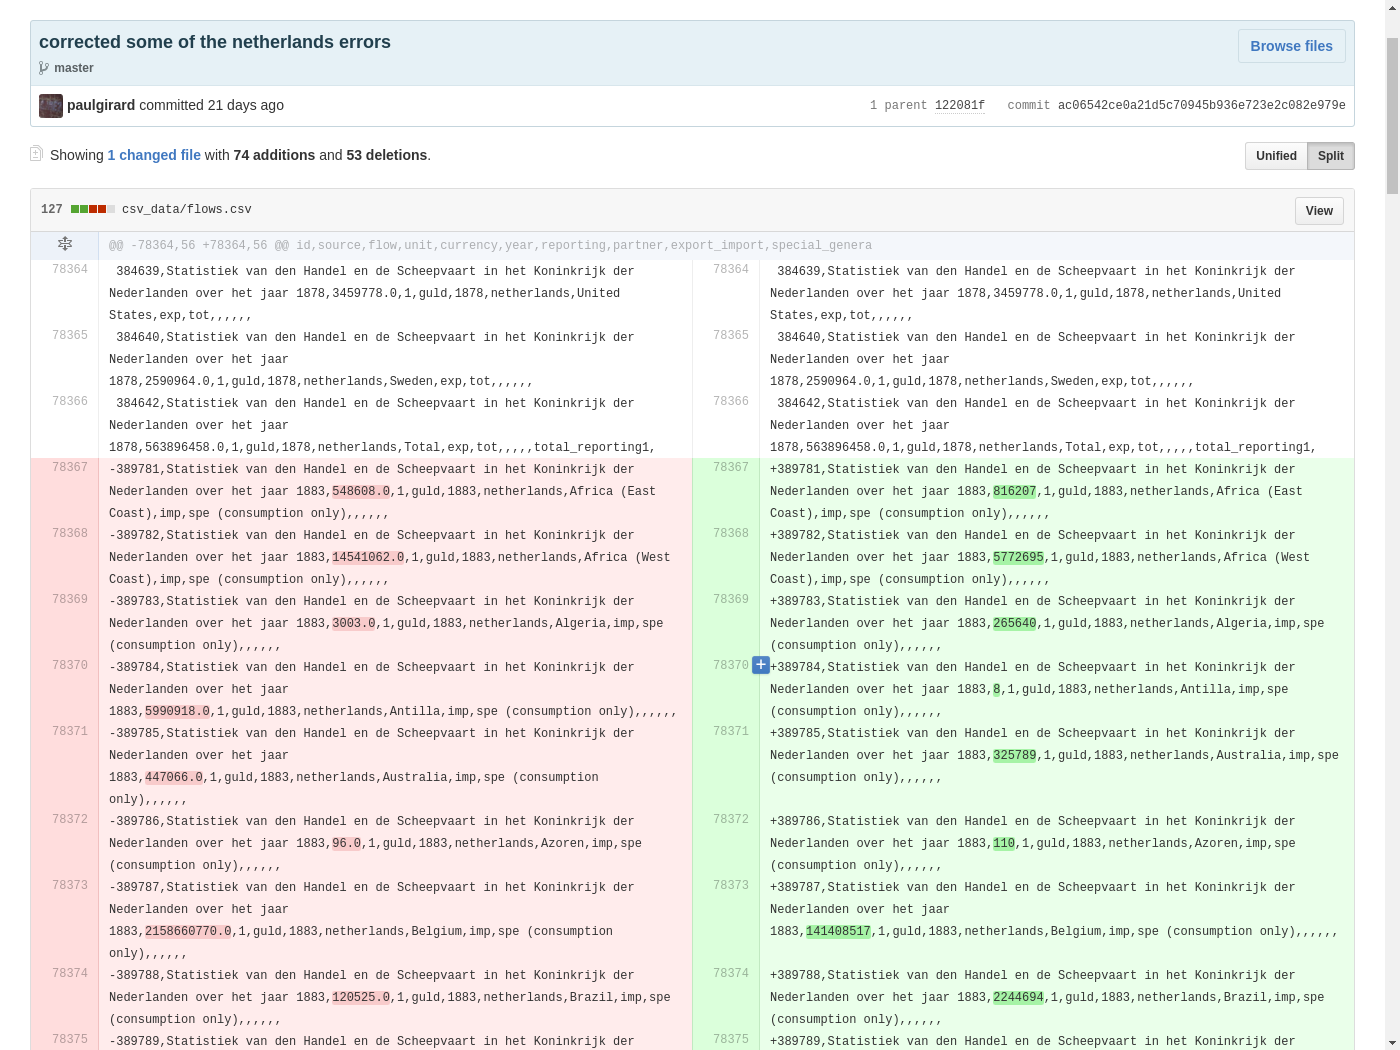 corrected some of the netherlands errors
Browse files
master
paulgirard committed 21 days ago
1 parent 122081f commit ac06542ce0a21d5c70945b936e723e2c082e979e
Showing 1 changed file with 74 additions and 53 deletions.
Unified Split
127 csv_data/flows.csv
View
@@ -78364,56 +78364,56 @@ id,source,flow,unit,currency,year,reporting,partner,export_import,special_genera
78364 384639,Statistiek van den Handel en de Scheepvaart in het Koninkrijk der
Nederlanden over het jaar 1878,3459778.0,1,guld,1878,netherlands,United
States,exp,tot,,,,,,
78365 384640,Statistiek van den Handel en de Scheepvaart in het Koninkrijk der
Nederlanden over het jaar
1878,2590964.0,1,guld,1878,netherlands,Sweden,exp,tot,,,,,,
78366 384642,Statistiek van den Handel en de Scheepvaart in het Koninkrijk der
Nederlanden over het jaar
1878,563896458.0,1,guld,1878,netherlands,Total,exp,tot,,,,,total_reporting1,
78367 -389781,Statistiek van den Handel en de Scheepvaart in het Koninkrijk der
Nederlanden over het jaar 1883,548608.0,1,guld,1883,netherlands,Africa (East
Coast),imp,spe (consumption only),,,,,,
78368 -389782,Statistiek van den Handel en de Scheepvaart in het Koninkrijk der
Nederlanden over het jaar 1883,14541062.0,1,guld,1883,netherlands,Africa (West
Coast),imp,spe (consumption only),,,,,,
78369 -389783,Statistiek van den Handel en de Scheepvaart in het Koninkrijk der
Nederlanden over het jaar 1883,3003.0,1,guld,1883,netherlands,Algeria,imp,spe
(consumption only),,,,,,
78370 -389784,Statistiek van den Handel en de Scheepvaart in het Koninkrijk der
Nederlanden over het jaar
1883,5990918.0,1,guld,1883,netherlands,Antilla,imp,spe (consumption only),,,,,,
78371 -389785,Statistiek van den Handel en de Scheepvaart in het Koninkrijk der
Nederlanden over het jaar
1883,447066.0,1,guld,1883,netherlands,Australia,imp,spe (consumption
only),,,,,,
78372 -389786,Statistiek van den Handel en de Scheepvaart in het Koninkrijk der
Nederlanden over het jaar 1883,96.0,1,guld,1883,netherlands,Azoren,imp,spe
(consumption only),,,,,,
78373 -389787,Statistiek van den Handel en de Scheepvaart in het Koninkrijk der
Nederlanden over het jaar
1883,2158660770.0,1,guld,1883,netherlands,Belgium,imp,spe (consumption
only),,,,,,
78374 -389788,Statistiek van den Handel en de Scheepvaart in het Koninkrijk der
Nederlanden over het jaar 1883,120525.0,1,guld,1883,netherlands,Brazil,imp,spe
(consumption only),,,,,,
78375 -389789,Statistiek van den Handel en de Scheepvaart in het Koninkrijk der
78364 384639,Statistiek van den Handel en de Scheepvaart in het Koninkrijk der
Nederlanden over het jaar 1878,3459778.0,1,guld,1878,netherlands,United
States,exp,tot,,,,,,
78365 384640,Statistiek van den Handel en de Scheepvaart in het Koninkrijk der
Nederlanden over het jaar
1878,2590964.0,1,guld,1878,netherlands,Sweden,exp,tot,,,,,,
78366 384642,Statistiek van den Handel en de Scheepvaart in het Koninkrijk der
Nederlanden over het jaar
1878,563896458.0,1,guld,1878,netherlands,Total,exp,tot,,,,,total_reporting1,
78367 +389781,Statistiek van den Handel en de Scheepvaart in het Koninkrijk der
Nederlanden over het jaar 1883,816207,1,guld,1883,netherlands,Africa (East
Coast),imp,spe (consumption only),,,,,,
78368 +389782,Statistiek van den Handel en de Scheepvaart in het Koninkrijk der
Nederlanden over het jaar 1883,5772695,1,guld,1883,netherlands,Africa (West
Coast),imp,spe (consumption only),,,,,,
78369 +389783,Statistiek van den Handel en de Scheepvaart in het Koninkrijk der
Nederlanden over het jaar 1883,265640,1,guld,1883,netherlands,Algeria,imp,spe
(consumption only),,,,,,
78370 + +389784,Statistiek van den Handel en de Scheepvaart in het Koninkrijk der
Nederlanden over het jaar 1883,8,1,guld,1883,netherlands,Antilla,imp,spe
(consumption only),,,,,,
78371 +389785,Statistiek van den Handel en de Scheepvaart in het Koninkrijk der
Nederlanden over het jaar 1883,325789,1,guld,1883,netherlands,Australia,imp,spe
(consumption only),,,,,,
78372 +389786,Statistiek van den Handel en de Scheepvaart in het Koninkrijk der
Nederlanden over het jaar 1883,110,1,guld,1883,netherlands,Azoren,imp,spe
(consumption only),,,,,,
78373 +389787,Statistiek van den Handel en de Scheepvaart in het Koninkrijk der
Nederlanden over het jaar
1883,141408517,1,guld,1883,netherlands,Belgium,imp,spe (consumption only),,,,,,
78374 +389788,Statistiek van den Handel en de Scheepvaart in het Koninkrijk der
Nederlanden over het jaar 1883,2244694,1,guld,1883,netherlands,Brazil,imp,spe
(consumption only),,,,,,
78375 +389789,Statistiek van den Handel en de Scheepvaart in het Koninkrijk der